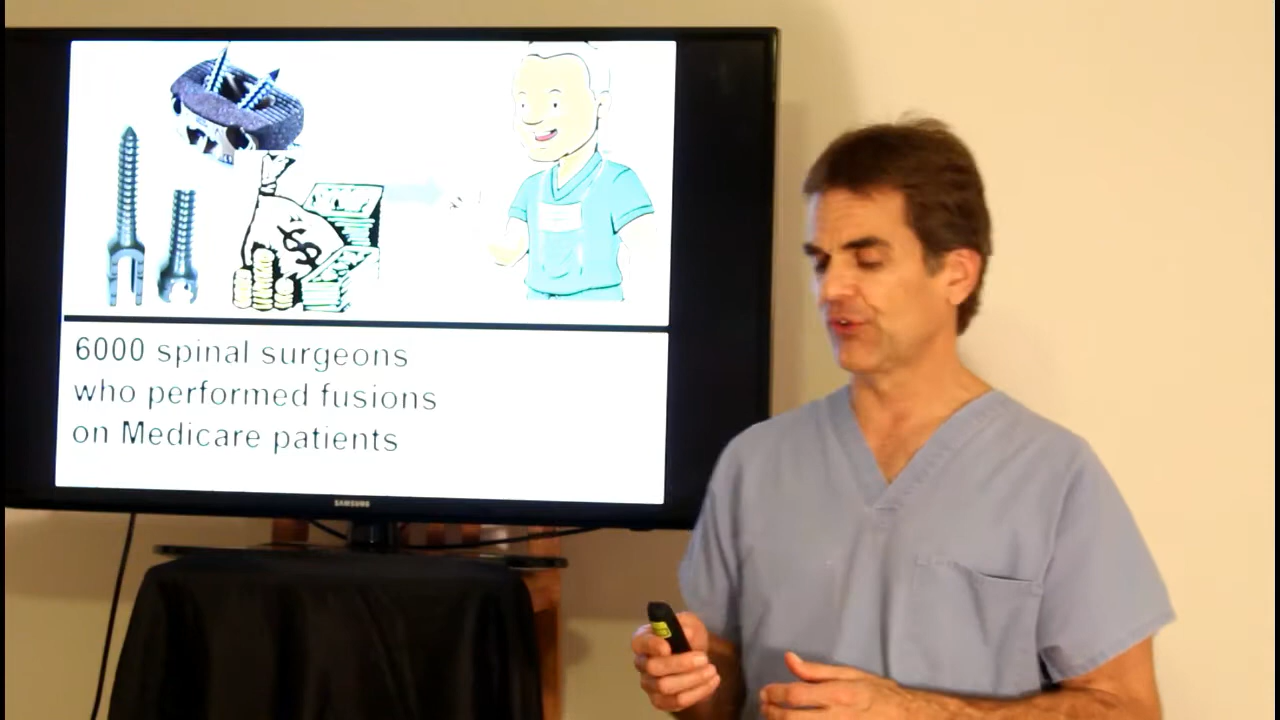 $
6000 spinal surgeons
who performed fusions
on Medicare patients
SAMSUNG